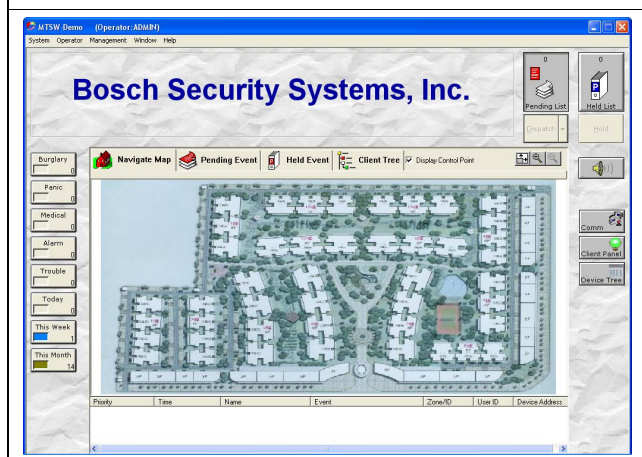 MTSW-Demo (Operator:ADMIN)
System Operator Management Window Help
Bosch Security Systems, Inc.
0
Pending List
0
Held List
Dispatch
Hold
Burglary
0
Panic
0
Medical
0
Alarm
0
Trouble
0
Today
0
This Week
1
This Month
14
Navigate Map Pending Event Held Event Client Tree Display Control Point
Comm
Client Panel
Device Tree
Priority Time Name Event Zone/ID User ID Device Address